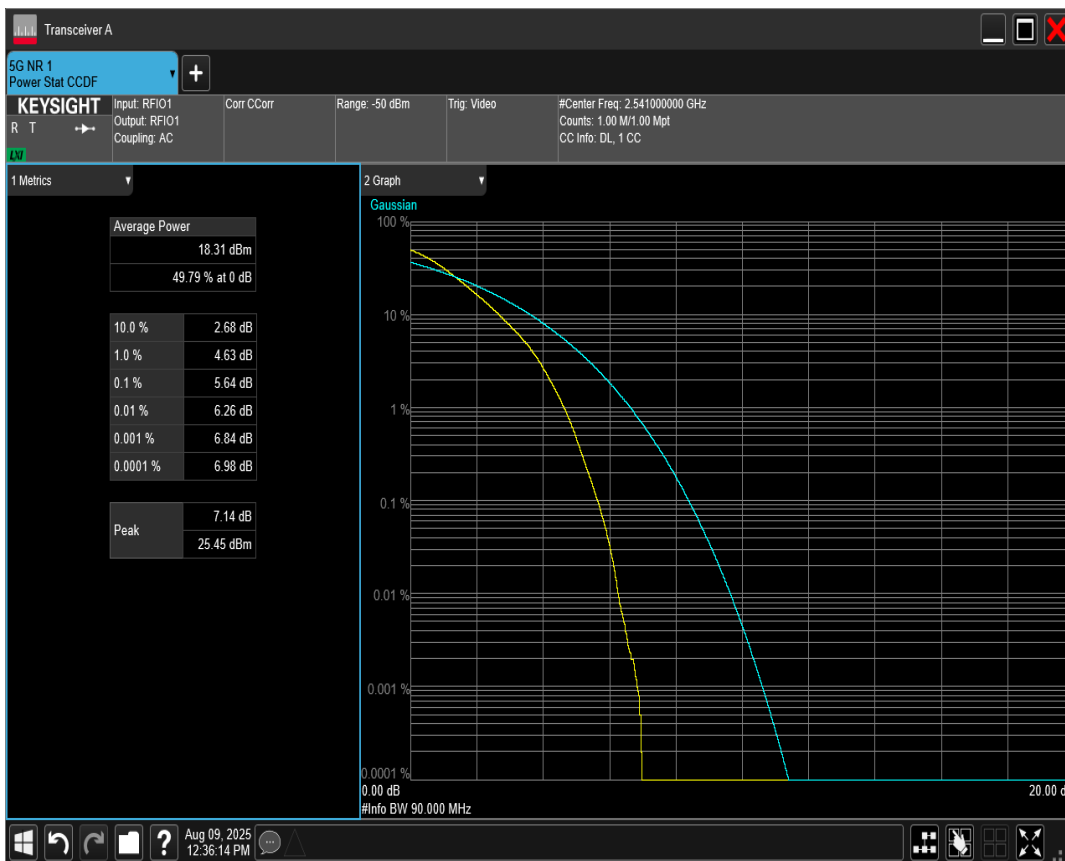 Transceiver A
5G NR 1
Power Stat CCDF
+
KEYSIGHT
R T
LXI
Input: RFIO1
Output: RFIO1
Coupling: AC
Corr CCorr
Range: -50 dBm
Trig: Video
#Center Freq: 2.541000000 GHz
Counts: 1.00 M/1.00 Mpt
CC Info: DL, 1 CC
1 Metrics
Average Power
18.31 dBm
49.79 % at 0 dB
10.0 % 2.68 dB
1.0 % 4.63 dB
0.1 % 5.64 dB
0.01 % 6.26 dB
0.001 % 6.84 dB
0.0001 % 6.98 dB
Peak 7.14 dB
25.45 dBm
2 Graph
Gaussian
100 %
10 %
1 %
0.1 %
0.01 %
0.001 %
0.0001 %
0.00 dB 20.00 d
#Info BW 90.000 MHz
?
Aug 09, 2025
12:36:14 PM